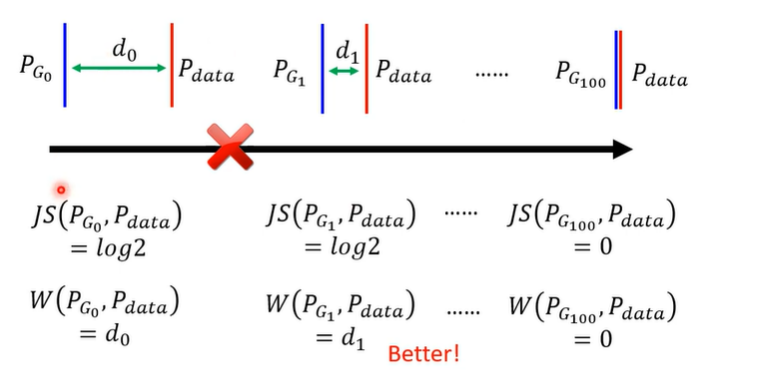 P_{G_0} d_0 P_{data} P_{G_1} d_1 P_{data} ...... P_{G_{100}} P_{data}
JS(P_{G_0}, P_{data}) JS(P_{G_1}, P_{data}) ...... JS(P_{G_{100}}, P_{data})
= log2 = log2 = 0
W(P_{G_0}, P_{data}) W(P_{G_1}, P_{data}) ...... W(P_{G_{100}}, P_{data})
= d_0 = d_1 = 0
Better!